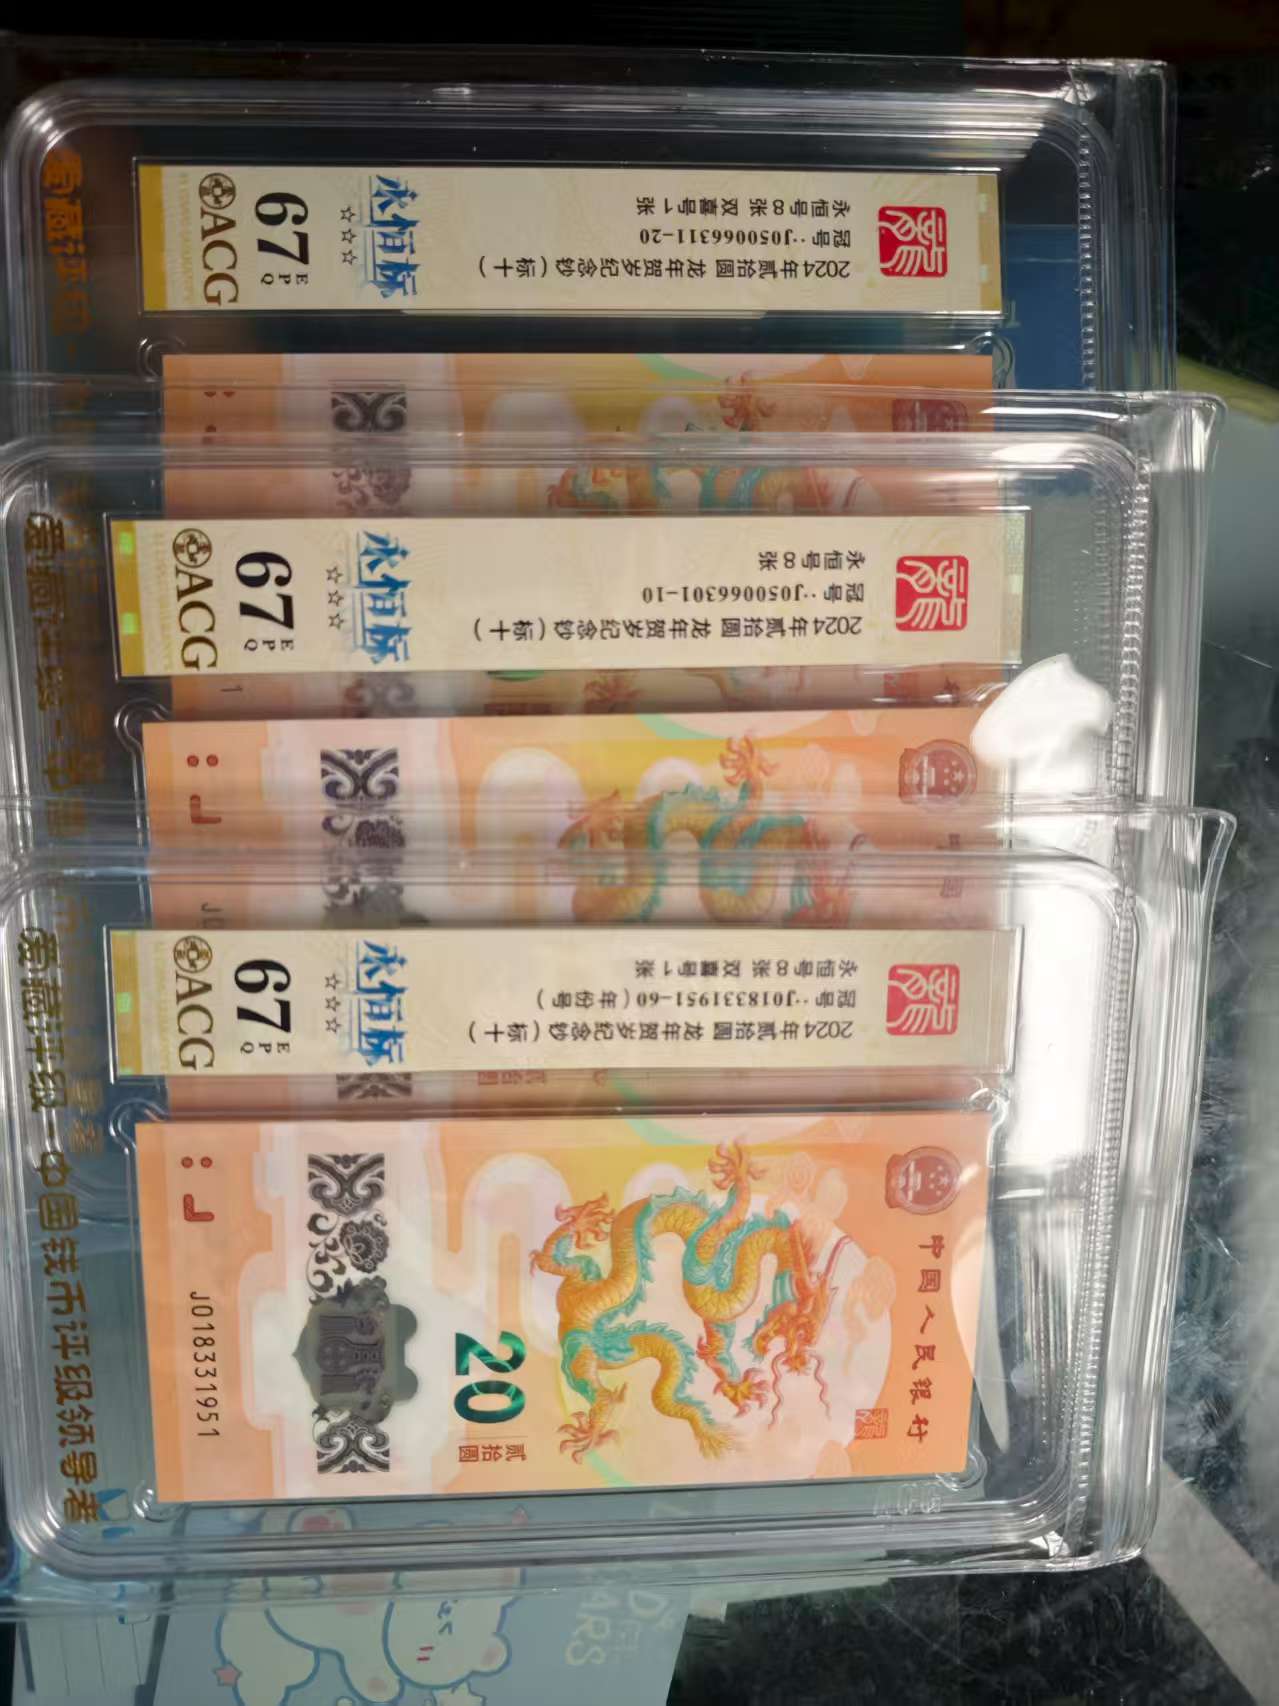 2024年贰拾圆 龙年贺岁纪念钞（标十）
冠号：J050066311-20
永恒号8张 双喜号1张
永恒标
☆☆☆
67 EPQ
ACG
2024年贰拾圆 龙年贺岁纪念钞（标十）
冠号：J050066301-10
永恒号8张
永恒标
☆☆☆
67 EPQ
ACG
2024年贰拾圆 龙年贺岁纪念钞（标十）
冠号：J018331951-60（年份号）
永恒号8张 双喜号1张
永恒标
☆☆☆
67 EPQ
ACG
中国人民银行
20
贰拾圆
J018331951
爱藏评级-中国钱币评级领导者